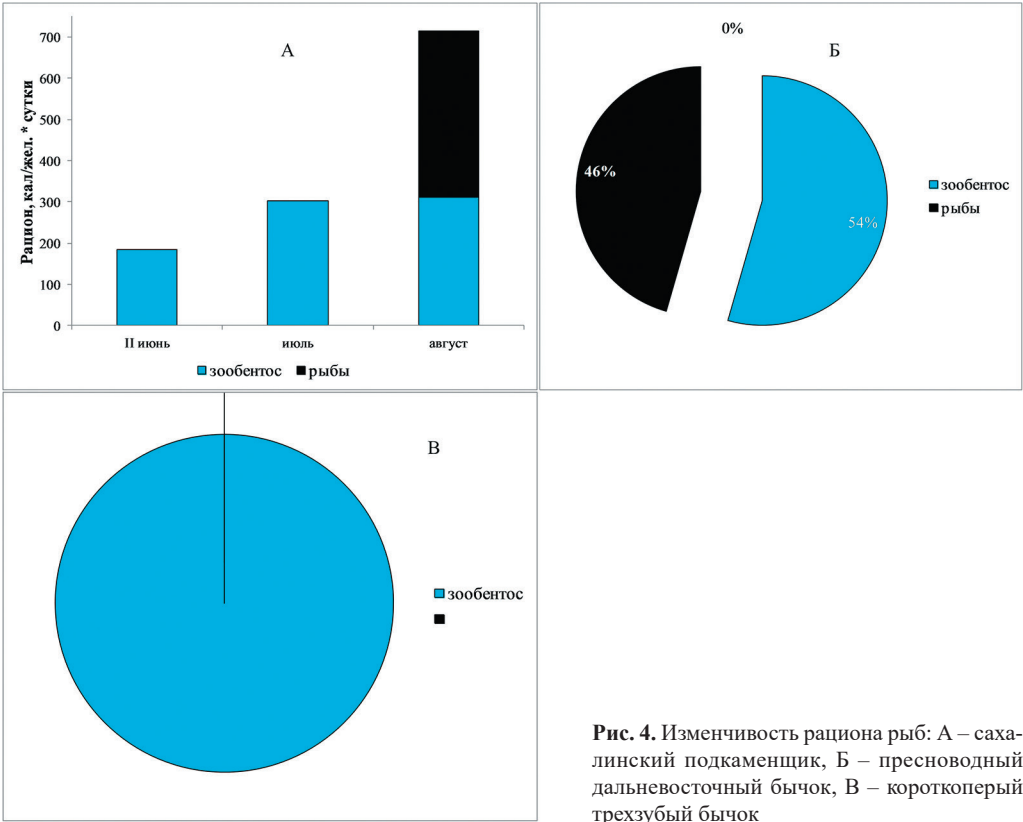 А
Рацион, кал/жел. * сутки
700
600
500
400
300
200
100
0
II июнь
июль
август
зообентос
рыбы
0%
Б
46%
54%
зообентос
рыбы
В
зообентос
Рис. 4. Изменчивость рациона рыб: А – саха-
линский подкаменщик, Б – пресноводный
дальневосточный бычок, В – короткоперый
трехзубый бычок